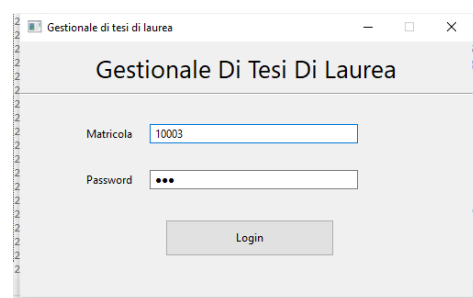 Gestionale di tesi di laurea
Gestionale Di Tesi Di Laurea
Matricola 10003
Password •••
Login